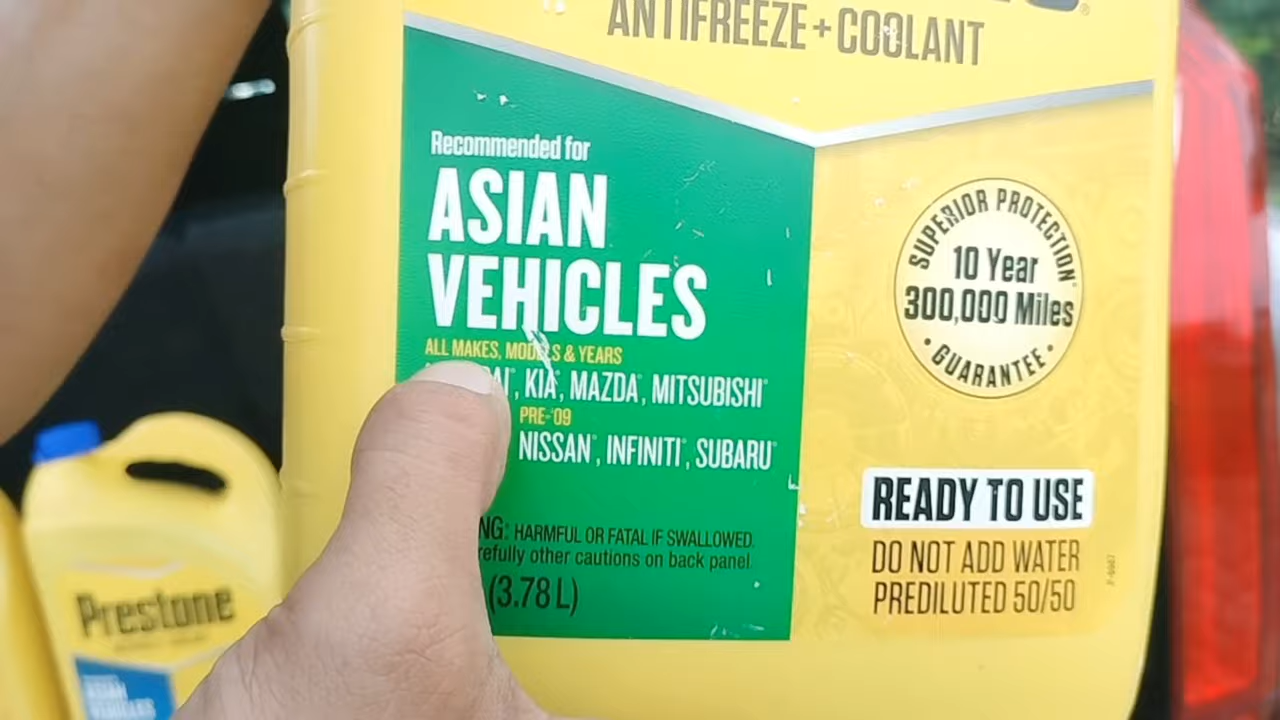 ANTIFREEZE+COOLANT
Recommended for
ASIAN
VEHICLES
ALL MAKES, MODELS & YEARS
KIA®, MAZDA®, MITSUBISHI®
PRE-'09
NISSAN®, INFINITI®, SUBARU®
HARMFUL OR FATAL IF SWALLOWED.
other cautions on back panel.
(3.78 L)
SUPERIOR PROTECTION
10 Year
300,000 Miles
• GUARANTEE •
READY TO USE
DO NOT ADD WATER
PREDILUTED 50/50
Prestone
ASIAN
VEHICLES